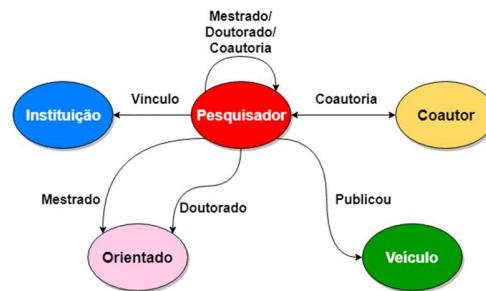 Mestrado/
Doutorado/
Coautoria
Instituição
Vínculo
Pesquisador
Coautoria
Coautor
Mestrado
Doutorado
Publicou
Orientado
Veículo